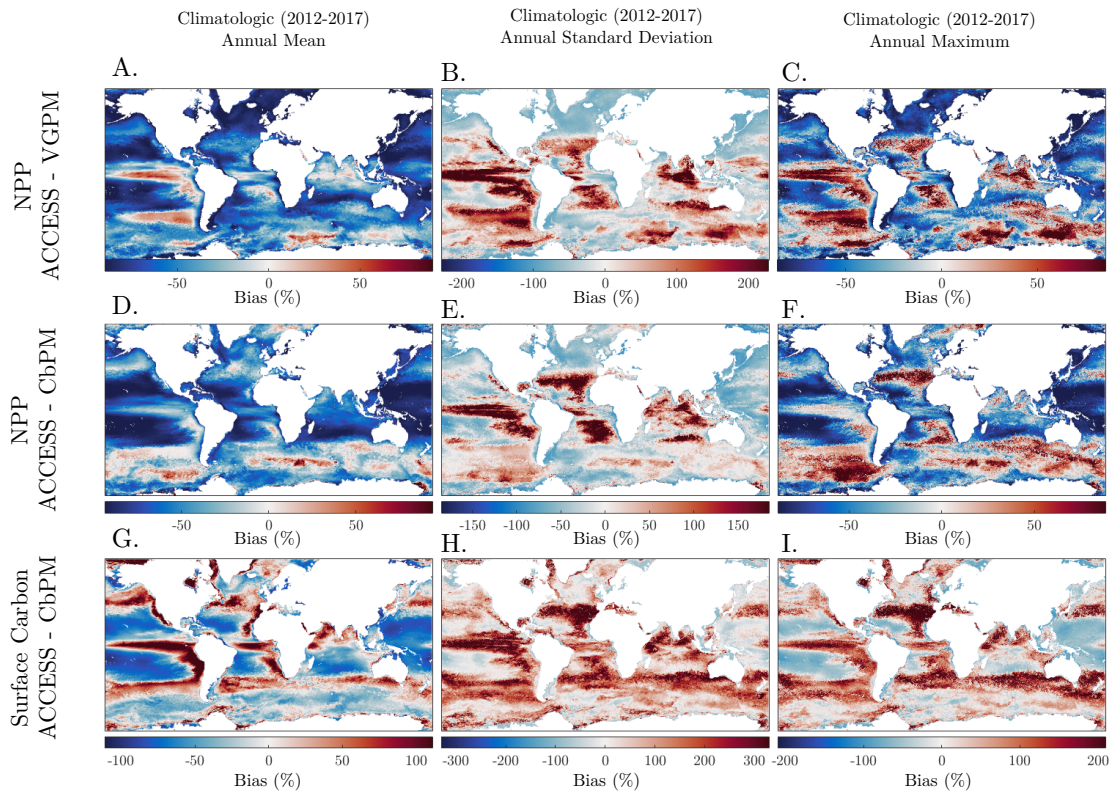 Climatologic (2012-2017)
Annual Mean
Climatologic (2012-2017)
Annual Standard Deviation
Climatologic (2012-2017)
Annual Maximum
NPP
ACCESS - VGPM
A.
B.
C.
-50 0 50
Bias (%)
-200 -100 0 100 200
Bias (%)
-50 0 50
Bias (%)
NPP
ACCESS - CbPM
D.
E.
F.
-50 0 50
Bias (%)
-150 -100 -50 0 50 100 150
Bias (%)
-50 0 50
Bias (%)
Surface Carbon
ACCESS - CbPM
G.
H.
I.
-100 -50 0 50 100
Bias (%)
-300 -200 -100 0 100 200 300
Bias (%)
-200 -100 0 100 200
Bias (%)